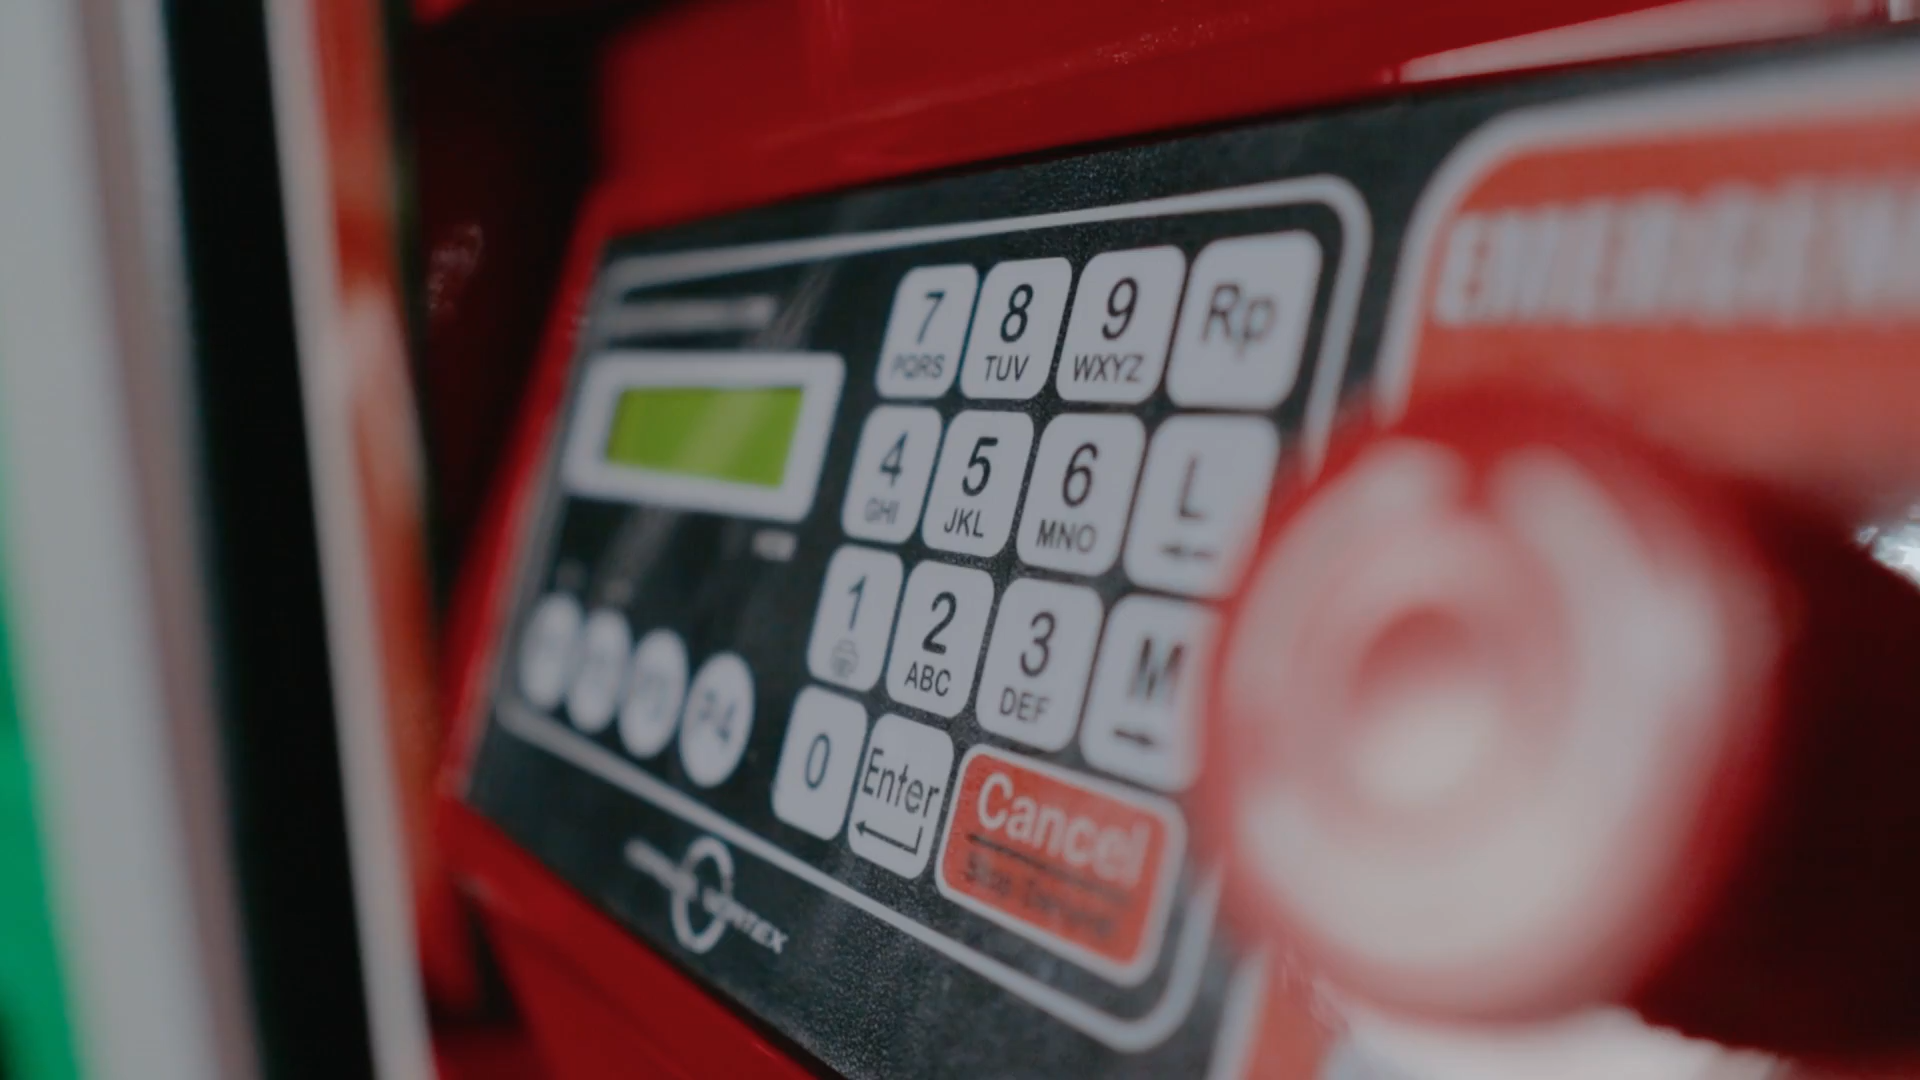 7 8 9 Rp
PQRS TUV WXYZ
4 5 6 L
GHI JKL MNO
1 2 3 M
ABC DEF
P4
0 Enter Cancel
VORTEX